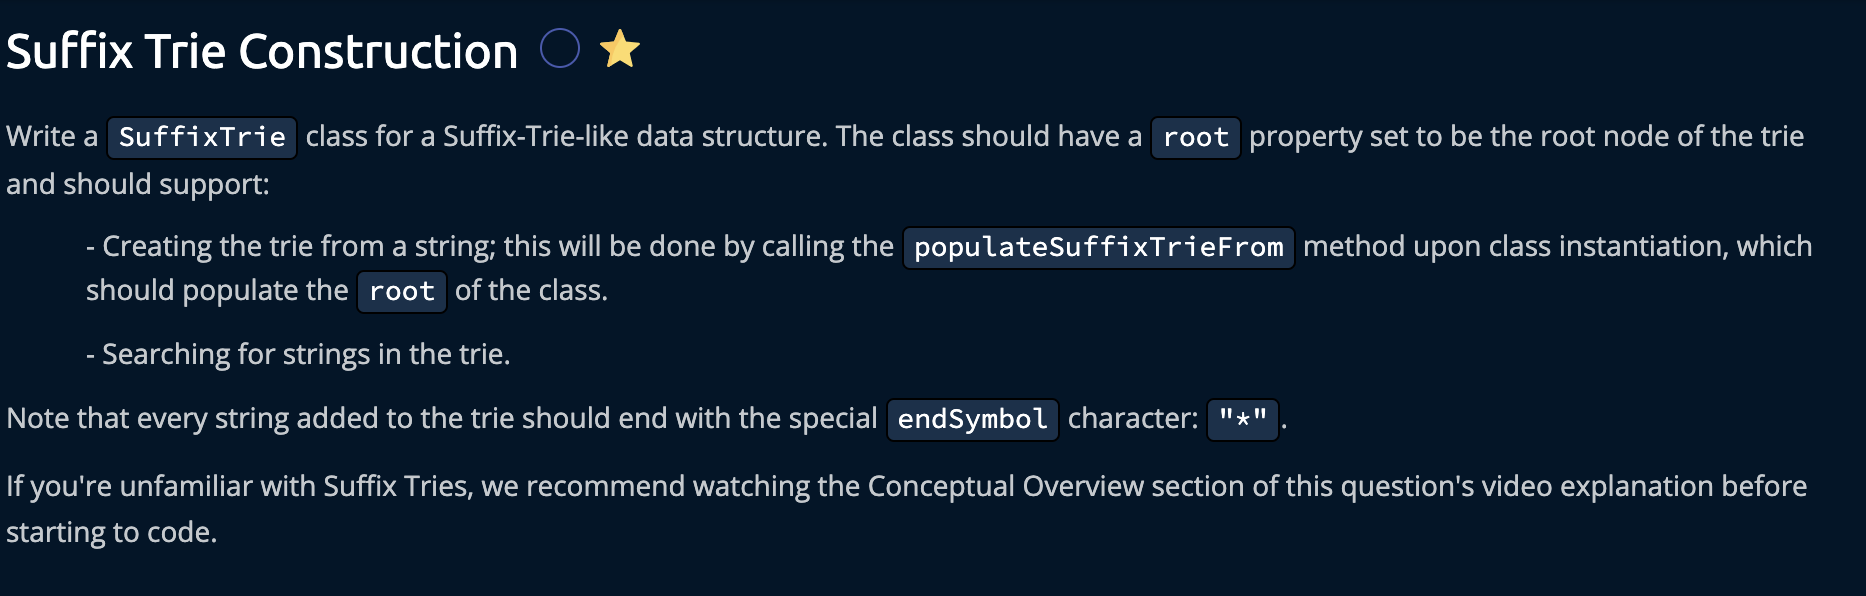 Suffix Trie Construction
Write a SuffixTrie class for a Suffix-Trie-like data structure. The class should have a root property set to be the root node of the trie
and should support:
- Creating the trie from a string; this will be done by calling the populateSuffixTrieFrom method upon class instantiation, which
should populate the root of the class.
- Searching for strings in the trie.
Note that every string added to the trie should end with the special endSymbol character: "*".
If you're unfamiliar with Suffix Tries, we recommend watching the Conceptual Overview section of this question's video explanation before
starting to code.